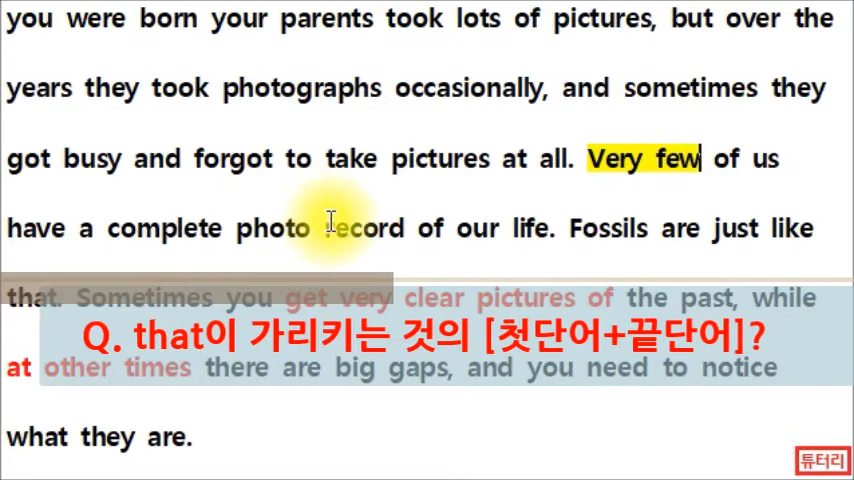 you were born your parents took lots of pictures, but over the
years they took photographs occasionally, and sometimes they
got busy and forgot to take pictures at all. Very few of us
have a complete photo record of our life. Fossils are just like
that. Sometimes you get very clear pictures of the past, while
Q. that이 가리키는 것의 [첫단어+끝단어]?
at other times there are big gaps, and you need to notice
what they are.
튜터리